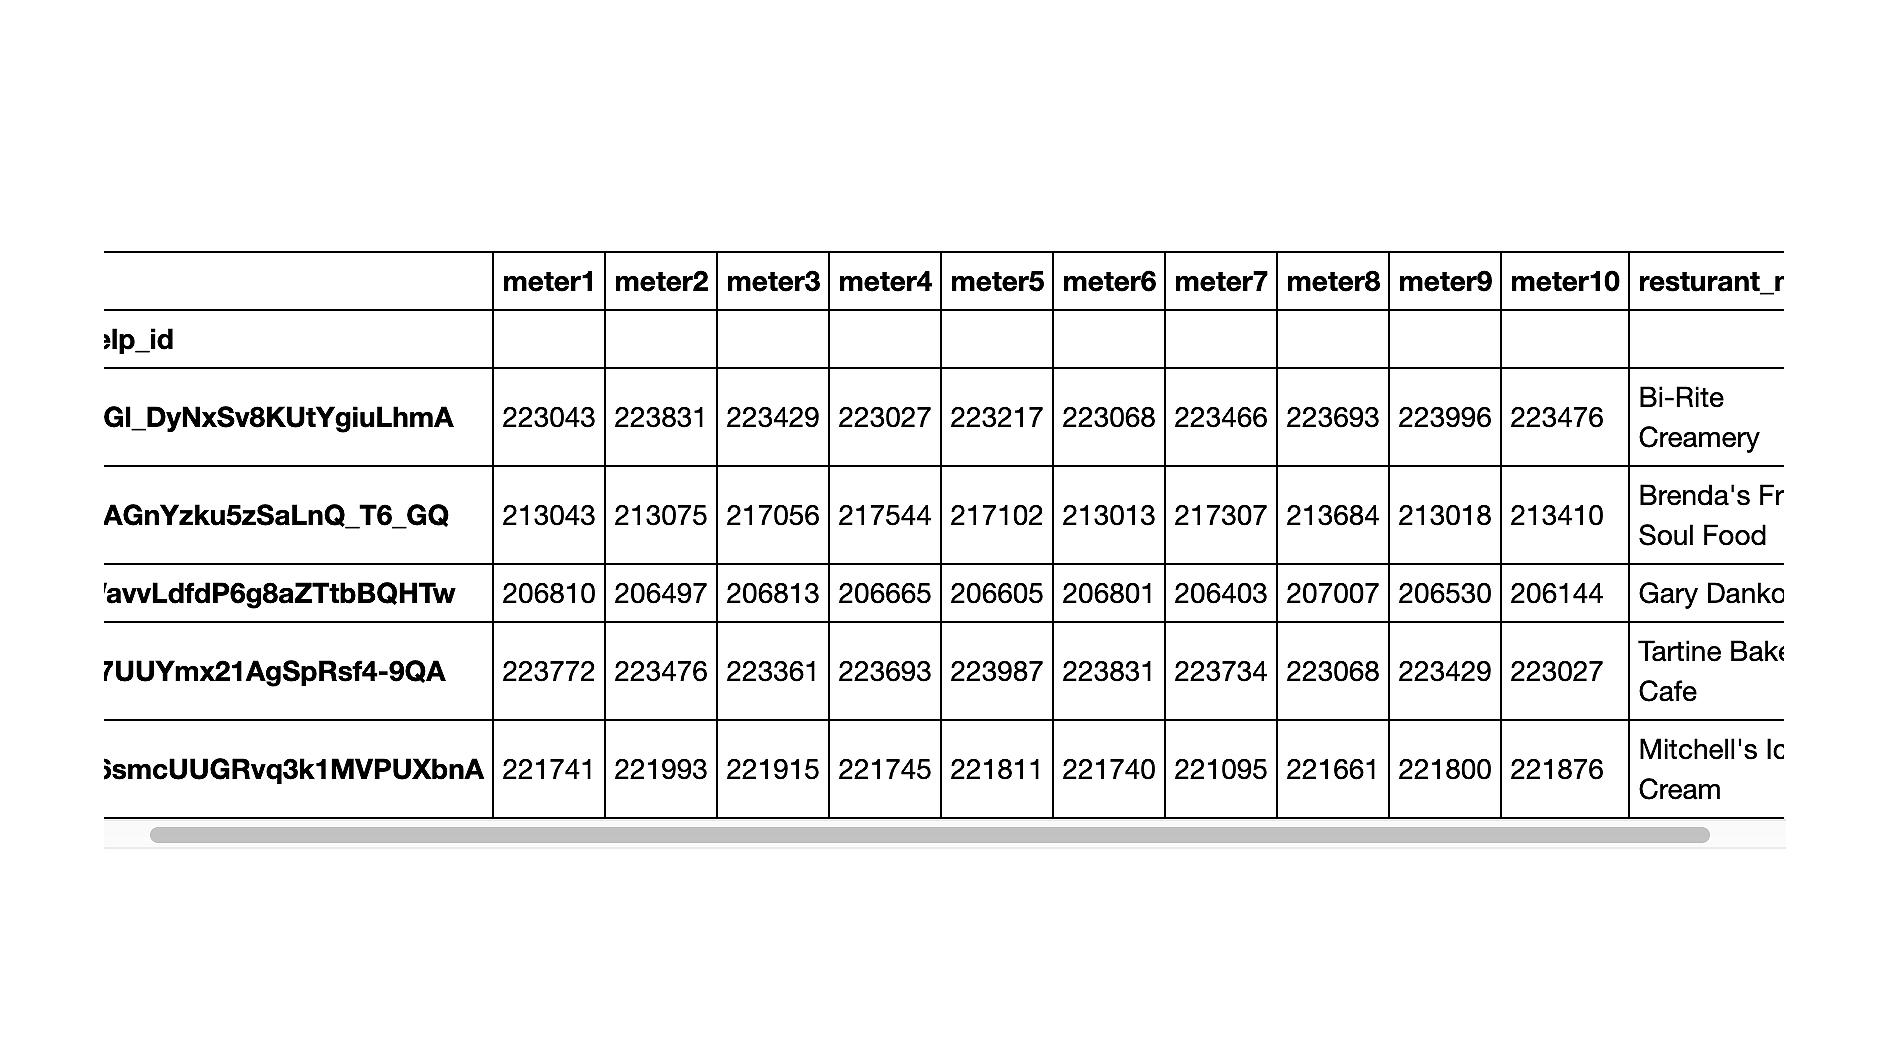 meter1 meter2 meter3 meter4 meter5 meter6 meter7 meter8 meter9 meter10 resturant_r
elp_id
GI_DyNxSv8KUtYgiuLhmA 223043 223831 223429 223027 223217 223068 223466 223693 223996 223476 Bi-Rite
Creamery
AGnYzku5zSaLnQ_T6_GQ 213043 213075 217056 217544 217102 213013 217307 213684 213018 213410 Brenda's Fr
Soul Food
avvLdfdP6g8aZTtbBQHTw 206810 206497 206813 206665 206605 206801 206403 207007 206530 206144 Gary Danko
7UUYmx21AgSpRsf4-9QA 223772 223476 223361 223693 223987 223831 223734 223068 223429 223027 Tartine Bake
Cafe
6smcUUGRvq3k1MVPUXbnA 221741 221993 221915 221745 221811 221740 221095 221661 221800 221876 Mitchell's Ic
Cream